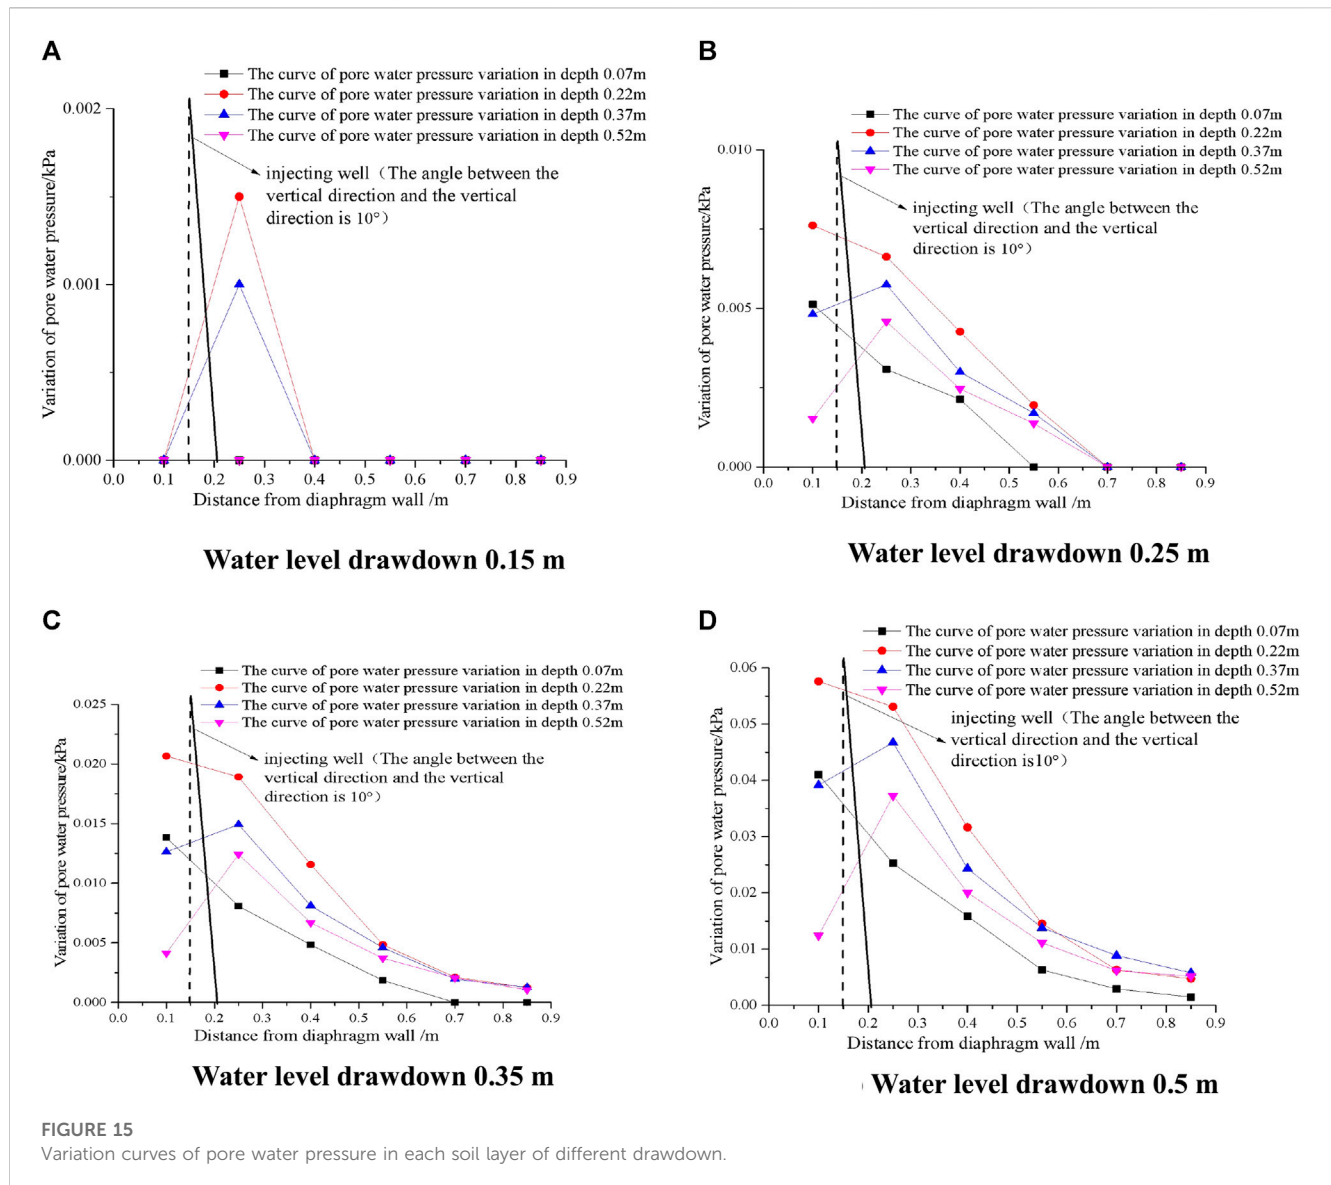 A
The curve of pore water pressure variation in depth 0.07m
The curve of pore water pressure variation in depth 0.22m
The curve of pore water pressure variation in depth 0.37m
The curve of pore water pressure variation in depth 0.52m
injecting well（The angle between the
vertical direction and the vertical
direction is 10°）
Variation of pore water pressure/kPa
0.002
0.001
0.000
0.0 0.1 0.2 0.3 0.4 0.5 0.6 0.7 0.8 0.9
Distance from diaphragm wall /m
Water level drawdown 0.15 m
B
The curve of pore water pressure variation in depth 0.07m
The curve of pore water pressure variation in depth 0.22m
The curve of pore water pressure variation in depth 0.37m
The curve of pore water pressure variation in depth 0.52m
injecting well（The angle between the
vertical direction and the vertical
direction is 10°）
Variation of pore water pressure/kPa
0.010
0.005
0.000
0.0 0.1 0.2 0.3 0.4 0.5 0.6 0.7 0.8 0.9
Distance from diaphragm wall /m
Water level drawdown 0.25 m
C
The curve of pore water pressure variation in depth 0.07m
The curve of pore water pressure variation in depth 0.22m
The curve of pore water pressure variation in depth 0.37m
The curve of pore water pressure variation in depth 0.52m
injecting well（The angle between the
vertical direction and the vertical
direction is 10°）
Variation of pore water pressure/kPa
0.025
0.020
0.015
0.010
0.005
0.000
0.0 0.1 0.2 0.3 0.4 0.5 0.6 0.7 0.8 0.9
Distance from diaphragm wall /m
Water level drawdown 0.35 m
D
The curve of pore water pressure variation in depth 0.07m
The curve of pore water pressure variation in depth 0.22m
The curve of pore water pressure variation in depth 0.37m
The curve of pore water pressure variation in depth 0.52m
injecting well（The angle between the
vertical direction and the vertical
direction is10°）
Variation of pore water pressure/kPa
0.06
0.05
0.04
0.03
0.02
0.01
0.00
0.0 0.1 0.2 0.3 0.4 0.5 0.6 0.7 0.8 0.9
Distance from diaphragm wall /m
) Water level drawdown 0.5 m
FIGURE 15
Variation curves of pore water pressure in each soil layer of different drawdown.